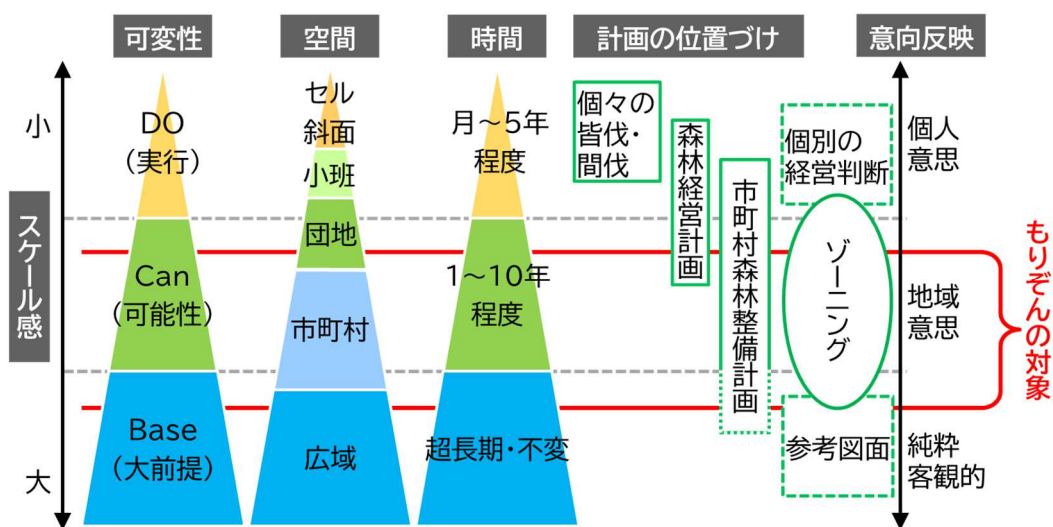 可変性
空間
時間
計画の位置づけ
意向反映
小
スケール感
大
DO
(実行)
Can
(可能性)
Base
(大前提)
セル
斜面
小班
団地
市町村
広域
月～5年
程度
1～10年
程度
超長期・不変
個々の
皆伐・
間伐
森林経営計画
市町村森林整備計画
個別の
経営判断
ゾーニング
参考図面
個人
意思
地域
意思
純粋
客観的
もりぞんの対象